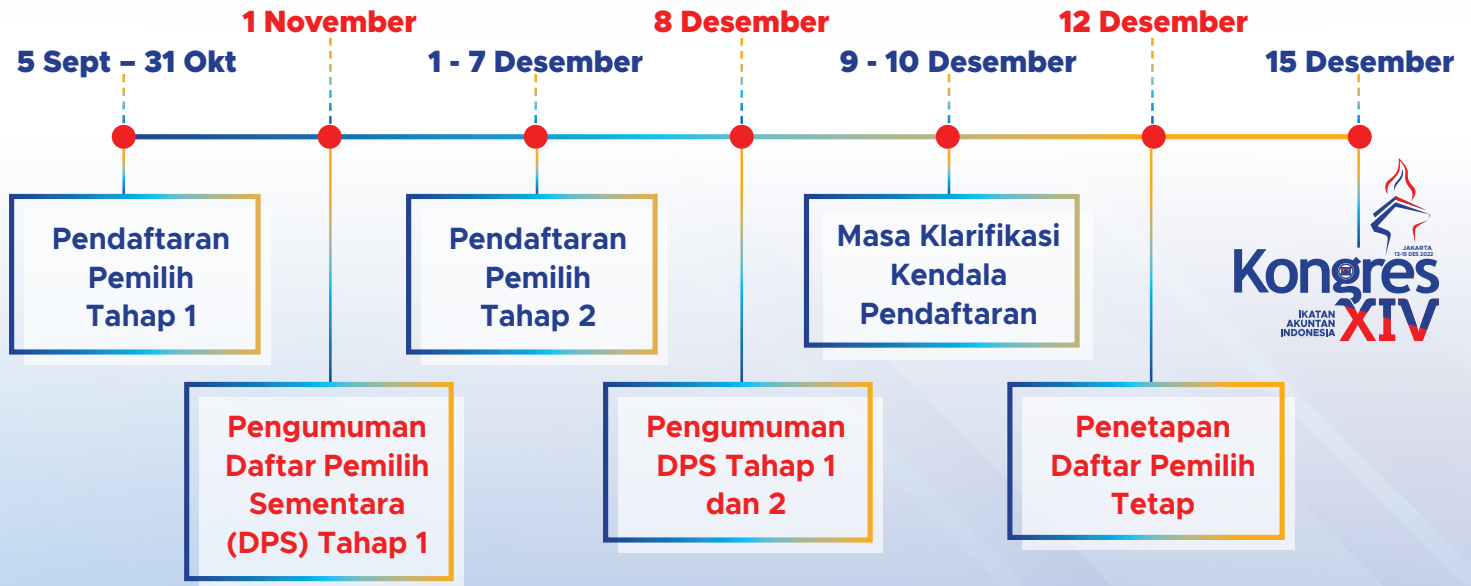 1 November
8 Desember
12 Desember
5 Sept – 31 Okt
1 - 7 Desember
9 - 10 Desember
15 Desember
Pendaftaran
Pemilih
Tahap 1
Pendaftaran
Pemilih
Tahap 2
Masa Klarifikasi
Kendala
Pendaftaran
JAKARTA
13-15 DES 2022
Kongres
IKATAN
AKUNTAN
INDONESIA
XIV
Pengumuman
Daftar Pemilih
Sementara
(DPS) Tahap 1
Pengumuman
DPS Tahap 1
dan 2
Penetapan
Daftar Pemilih
Tetap